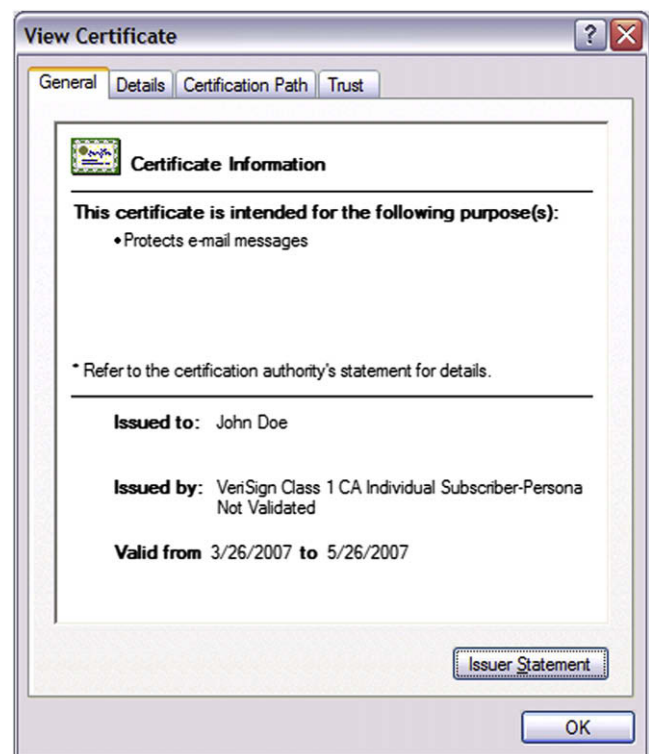 View Certificate
?
General Details Certification Path Trust
Certificate Information
This certificate is intended for the following purpose(s):
•Protects e-mail messages
* Refer to the certification authority's statement for details.
Issued to: John Doe
Issued by: VeriSign Class 1 CA Individual Subscriber-Persona
Not Validated
Valid from 3/26/2007 to 5/26/2007
Issuer Statement
OK